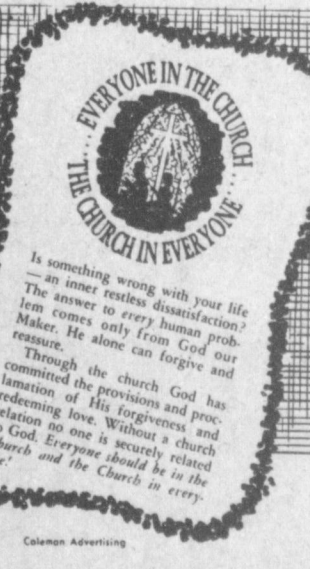 EVERYONE IN THE CHURCH
THE CHURCH IN EVERYONE
Is something wrong with your life
— an inner restless dissatisfaction?
The answer to every human prob-
lem comes only from God our
Maker. He alone can forgive and
reassure.
Through the church God has
committed the provisions and proc-
lamation of His forgiveness and
redeeming love. Without a church
elation no one is securely related
o God. Everyone should be in the
hurch and the Church in every-
Coleman Advertising